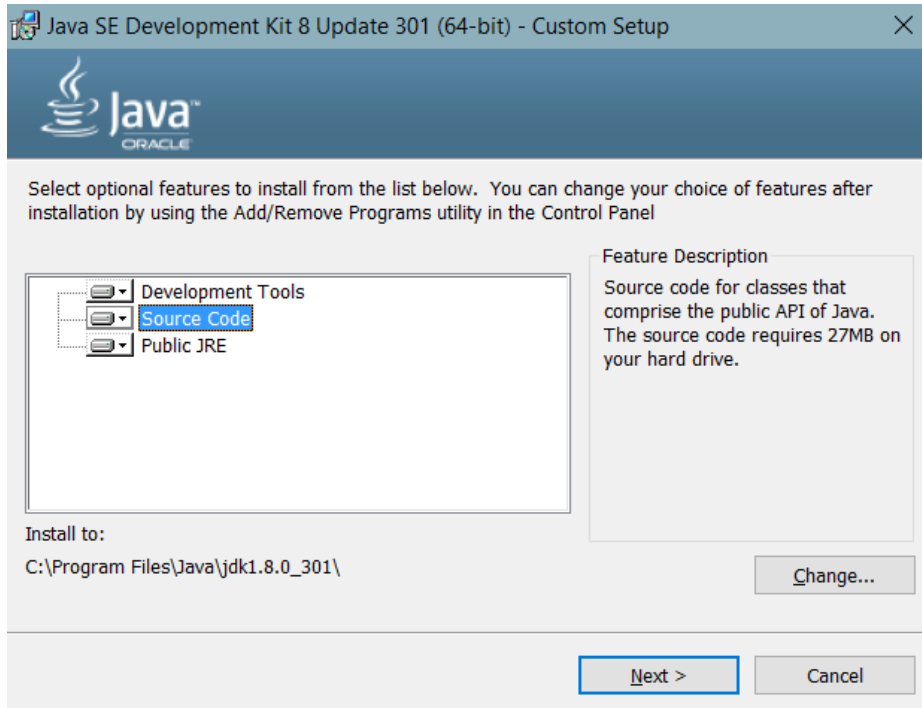 Java SE Development Kit 8 Update 301 (64-bit) - Custom Setup
Java™
ORACLE
Select optional features to install from the list below.  You can change your choice of features after
installation by using the Add/Remove Programs utility in the Control Panel
Development Tools
Source Code
Public JRE
Feature Description
Source code for classes that
comprise the public API of Java.
The source code requires 27MB on
your hard drive.
Install to:
C:\Program Files\Java\jdk1.8.0_301\
Change...
Next >
Cancel